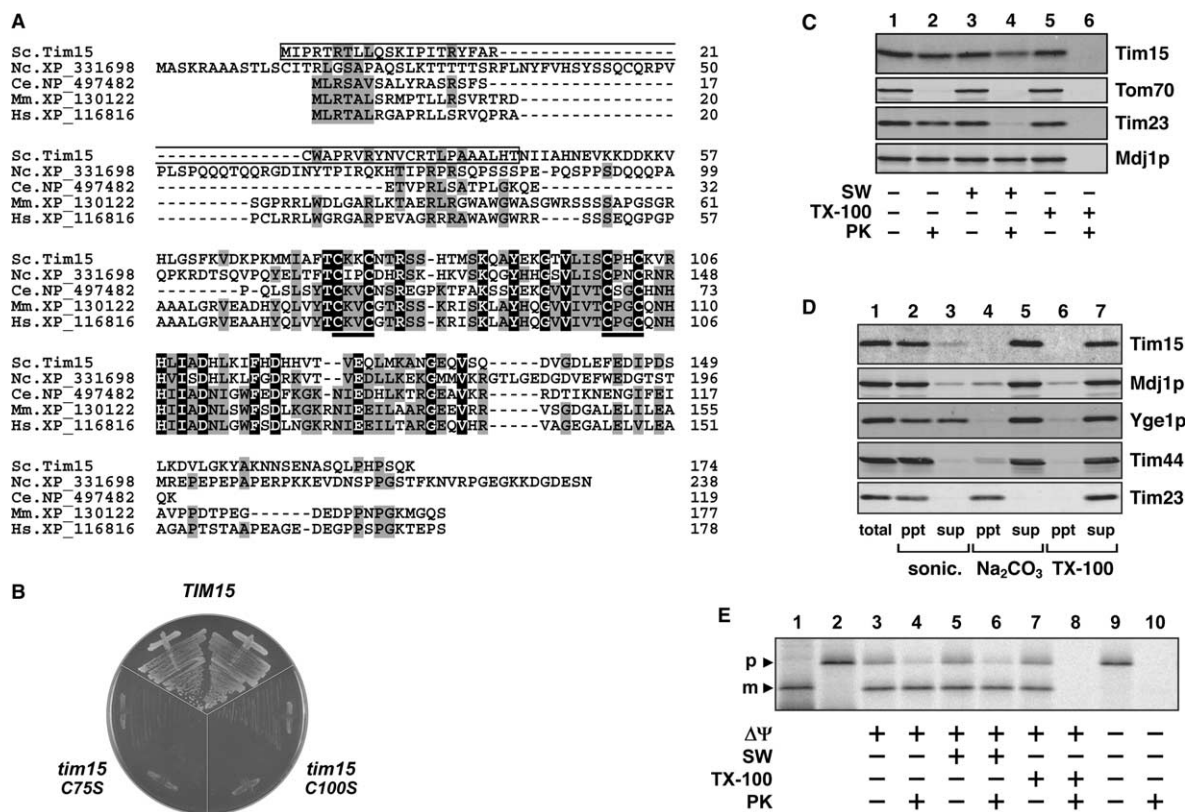 A
Sc.Tim15 MIPRTRTLLQSKIPITRYFAR------------------ 21
Nc.XP_331698 MASKRAAASTLSCITRLGSAPAQSLKTTTTTTSRFLNYFVHSYSSQCQRPV 50
Ce.NP_497482 MLRSAVSALYRASRSFS------------------ 17
Mm.XP_130122 MLRTALSRMPTLLRSVRTRD--------------- 20
Hs.XP_116816 MLRTALRGAPRLLSRVQPRA--------------- 20
Sc.Tim15 --------------CWAPRVRYNVCRTLPAAALHTNIIAHNEVKKDDKKV 57
Nc.XP_331698 PLSPQQQTQQRGDINYTPIRQKHTIRPRPSQPSSSPEPQSPPSDQQQPA 99
Ce.NP_497482 ----------------------ETVPRLSATPLGKQE------------- 32
Mm.XP_130122 ---------SGPRRLWDLGARLKTAERLRGWAWGWASGWRSSSSAPGSGR 61
Hs.XP_116816 ---------PCLRRLWGRGARPEVAGRRRAWAWGWRR----SSSEQGPGP 57
Sc.Tim15 HLGSFKVDKPKMMIAFTCKKCNTRSS-HTMSKQAYEKGTVLISCPHCKVR 106
Nc.XP_331698 QPKRDTSQVPQYELTFTCIPCDHRSK-HKVSKQGYHHGSVLITCPNCRNR 148
Ce.NP_497482 --------P-QLSLSYTCKVCNSREGPKTFAKSSYEKGVVIVTCSGCHNH 73
Mm.XP_130122 AAALGRVEADHYQLVYTCKVCGTRSS-KRISKLAYHQGVVIVTCPGCQNH 110
Hs.XP_116816 AAALGRVEAAHYQLVYTCKVCGTRSS-KRISKLAYHQGVVIVTCPGCQNH 106
Sc.Tim15 HLIADHLKIFHDHHVT--VEQLMKANGEQVSQ----DVGDLEFEDIPDS 149
Nc.XP_331698 HVISDHLKLFGDRKVT--VEDLLKEKGMMVKRGTLGEDGDVEFWEDGTST 196
Ce.NP_497482 HIIADNIGWFEDFKGK--NIEDHLKTRGEAVKR----RDTIKNENGIFEI 117
Mm.XP_130122 HIIADNLSWFSDLKGKRNIEEILAARGEEVRR----VSGDGALELILEA 155
Hs.XP_116816 HIIADNLGWFSDLNGKRNIEEILTARGEQVHR----VAGEGALELVLEA 151
Sc.Tim15 LKDVLGKYAKNNSENASQLPHPSQK 174
Nc.XP_331698 MREPEPEPAPERPKKEVDNSPPGSTFKNVRPGEGKKDGDESN 238
Ce.NP_497482 QK 119
Mm.XP_130122 AVPPDTPEG-----DEDPPNPGKMGQS 177
Hs.XP_116816 AGAPTSTAAPEAGE-DEGPPSPGKTEPS 178
B
TIM15
tim15
C75S
tim15
C100S
C
1 2 3 4 5 6
Tim15
Tom70
Tim23
Mdj1p
SW – – + + – –
TX-100 – – – – + +
PK – + – + – +
D
1 2 3 4 5 6 7
Tim15
Mdj1p
Yge1p
Tim44
Tim23
total ppt sup ppt sup ppt sup
sonic. Na2CO3 TX-100
E
1 2 3 4 5 6 7 8 9 10
p
m
ΔΨ + + + + + + – –
SW – – + + – – – –
TX-100 – – – – + + – –
PK – + – + – + – +